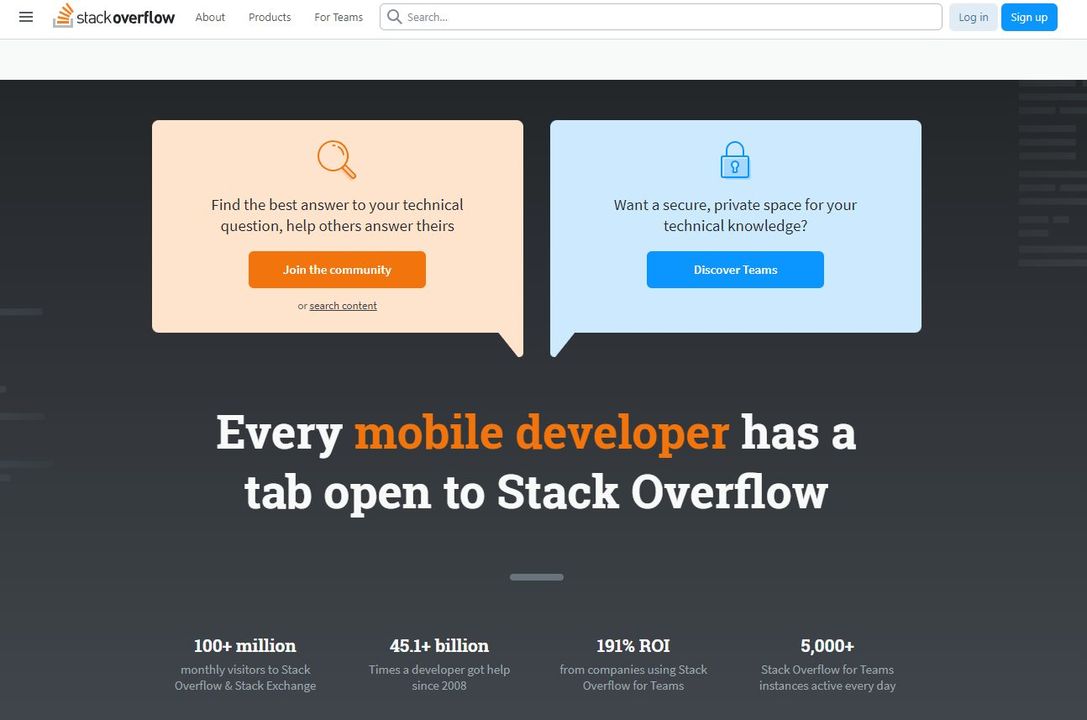 stackoverflow About Products For Teams Search... Log in Sign up
Find the best answer to your technical
question, help others answer theirs
Join the community
or search content
Want a secure, private space for your
technical knowledge?
Discover Teams
Every mobile developer has a
tab open to Stack Overflow
100+ million
monthly visitors to Stack
Overflow & Stack Exchange
45.1+ billion
Times a developer got help
since 2008
191% ROI
from companies using Stack
Overflow for Teams
5,000+
Stack Overflow for Teams
instances active every day